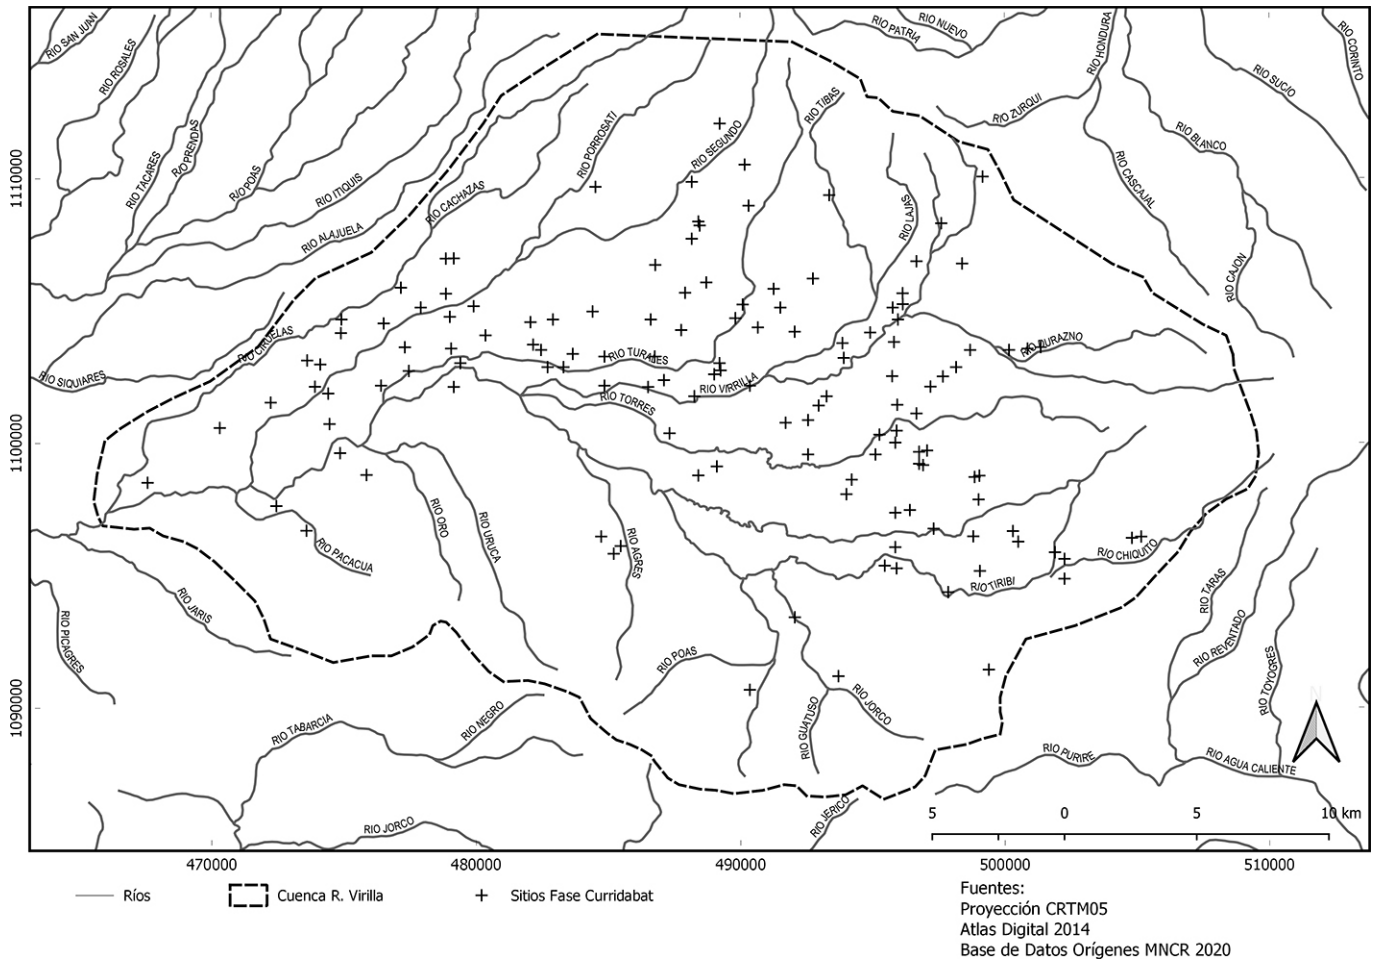 RIO SAN JUAN
RIO ROSALES
RIO TACARES
RIO PRENDAS
RIO POAS
RIO ITIQUIS
RIO ALAJUELA
RIO CACHAZAS
RIO PORROSATI
RIO SEGUNDO
RIO TIBAS
RIO PATRIA
RIO NUEVO
RIO HONDURA
RIO ZURQUI
RIO SUCIO
RIO CORINTO
RIO BLANCO
RIO CASCAJAL
RIO CAJON
RIO LAJAS
RIO CIRUELAS
RIO SIQUIARES
RIO TURALES
RIO VIRRILLA
RIO TORRES
RIO DURAZNO
RIO ORO
RIO URUCA
RIO AGRES
RIO PACACUA
RIO JARIS
RIO PICAGRES
RIO CHIQUITO
RIO TIRIBI
RIO TARAS
RIO REVENTADO
RIO TOYOGRES
RIO POAS
RIO GUATUSO
RIO JORCO
RIO TABARCIA
RIO NEGRO
RIO JORCO
RIO JERICO
RIO PURIRE
RIO AGUA CALIENTE
N
1110000
1100000
1090000
5 0 5 10 km
470000 480000 490000 500000 510000
Ríos Cuenca R. Virilla Sitios Fase Curridabat
Fuentes:
Proyección CRTM05
Atlas Digital 2014
Base de Datos Orígenes MNCR 2020